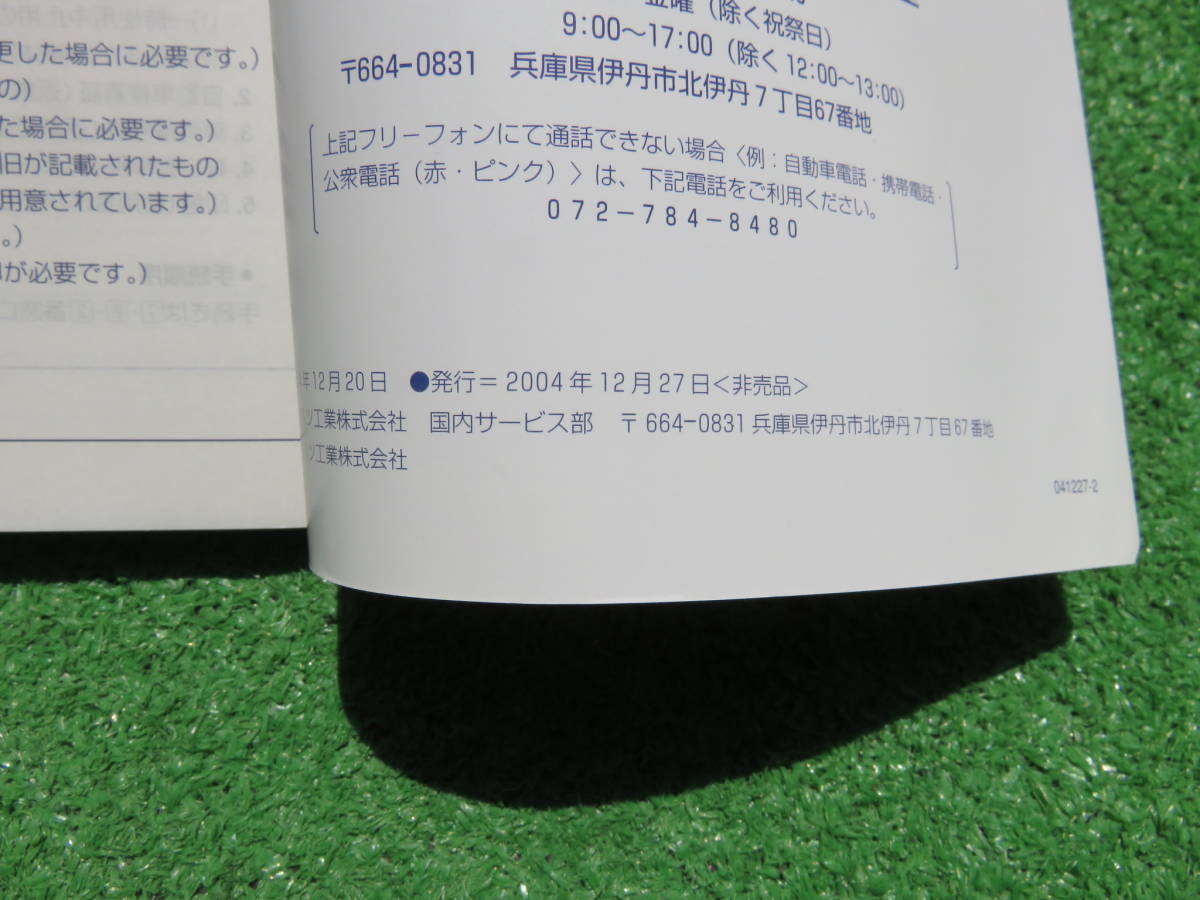 更した場合に必要です。)
の)
た場合に必要です。)
旧が記載されたもの
用意されています。)
。)
が必要です。)
金曜（除く祝祭日）
9:00～17:00（除く12:00～13:00）
〒664-0831 兵庫県伊丹市北伊丹7丁目67番地
上記フリーフォンにて通話できない場合〈例：自動車電話・携帯電話・
公衆電話（赤・ピンク）〉は、下記電話をご利用ください。
072-784-8480
年12月20日 ●発行＝2004年12月27日<非売品>
ツ工業株式会社 国内サービス部 〒664-0831 兵庫県伊丹市北伊丹7丁目67番地
ツ工業株式会社
041227-2